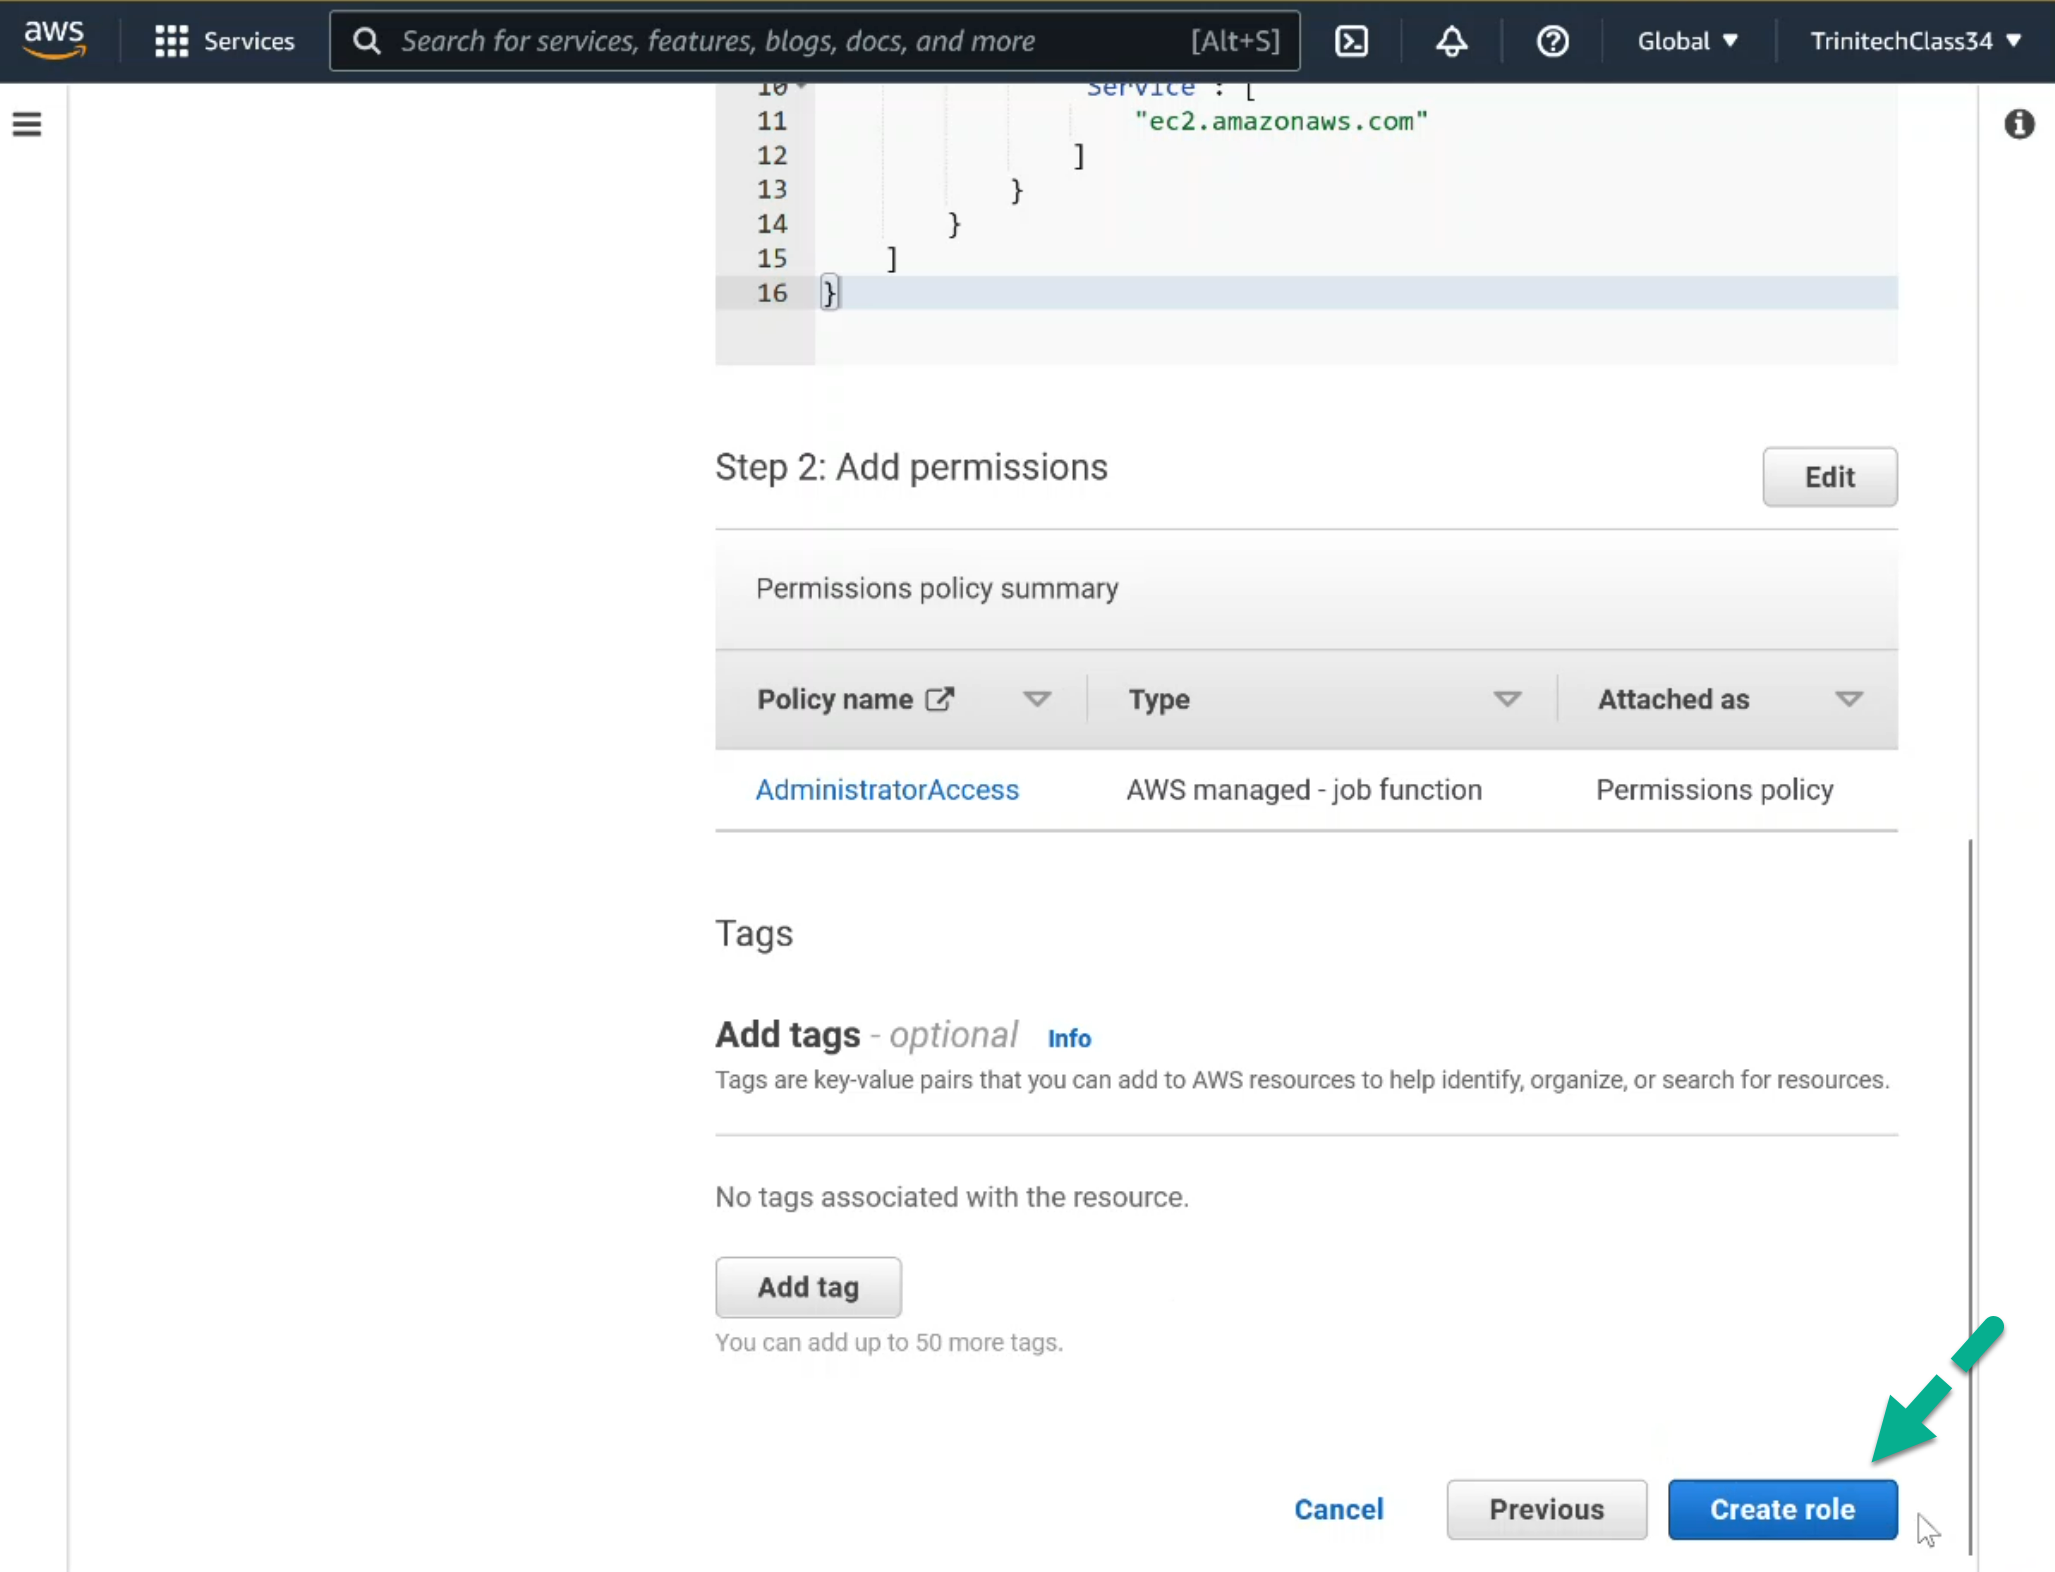 aws Services Search for services, features, blogs, docs, and more [Alt+S] Global ▼ TrinitechClass34 ▼
10 Service : [
11 "ec2.amazonaws.com"
12 ]
13 }
14 }
15 ]
16 }
Step 2: Add permissions Edit
Permissions policy summary
Policy name Type Attached as
AdministratorAccess AWS managed - job function Permissions policy
Tags
Add tags - optional Info
Tags are key-value pairs that you can add to AWS resources to help identify, organize, or search for resources.
No tags associated with the resource.
Add tag
You can add up to 50 more tags.
Cancel Previous Create role